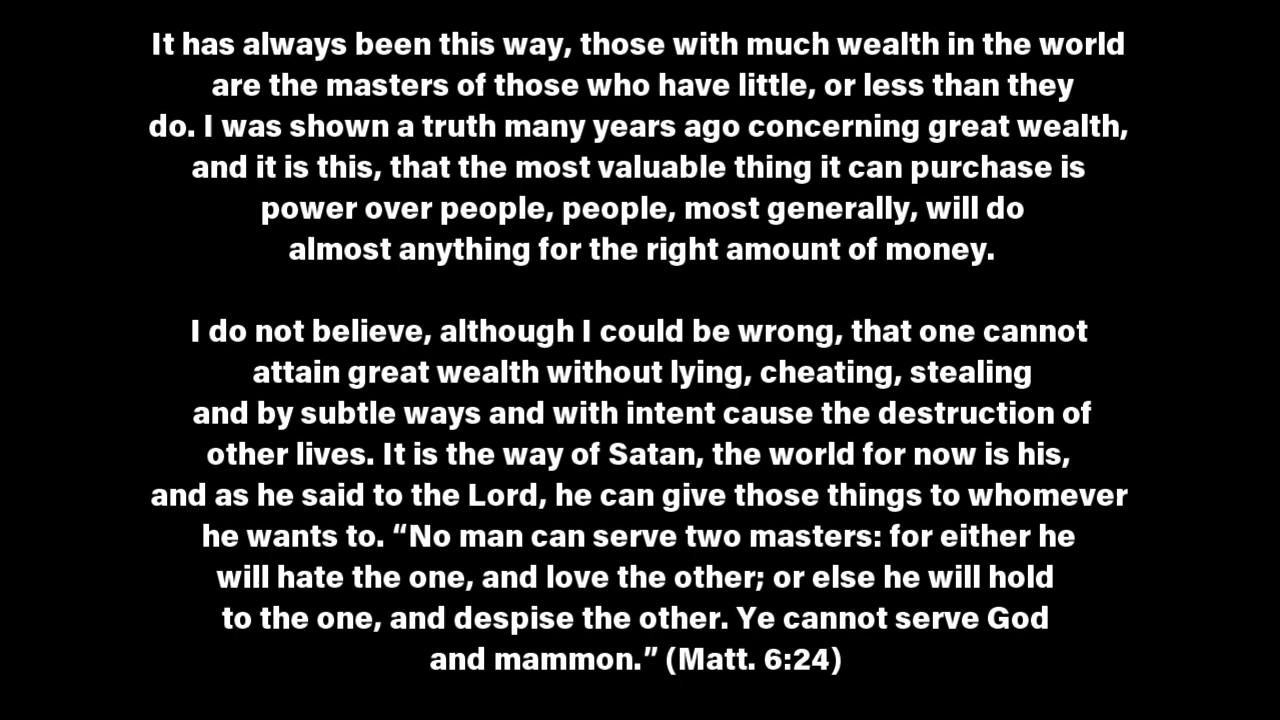 It has always been this way, those with much wealth in the world
are the masters of those who have little, or less than they
do. I was shown a truth many years ago concerning great wealth,
and it is this, that the most valuable thing it can purchase is
power over people, people, most generally, will do
almost anything for the right amount of money.
I do not believe, although I could be wrong, that one cannot
attain great wealth without lying, cheating, stealing
and by subtle ways and with intent cause the destruction of
other lives. It is the way of Satan, the world for now is his,
and as he said to the Lord, he can give those things to whomever
he wants to. “No man can serve two masters: for either he
will hate the one, and love the other; or else he will hold
to the one, and despise the other. Ye cannot serve God
and mammon.” (Matt. 6:24)